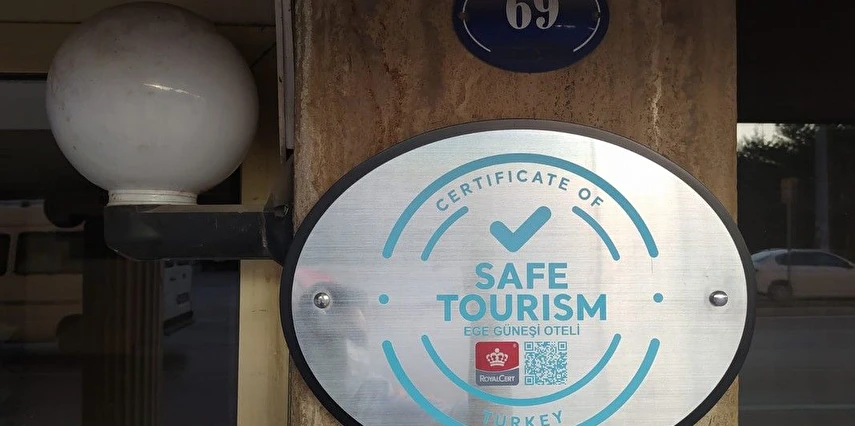 69
CERTIFICATE OF
SAFE
TOURISM
EGE GÜNEŞİ OTELİ
ROYALCERT
TURKEY